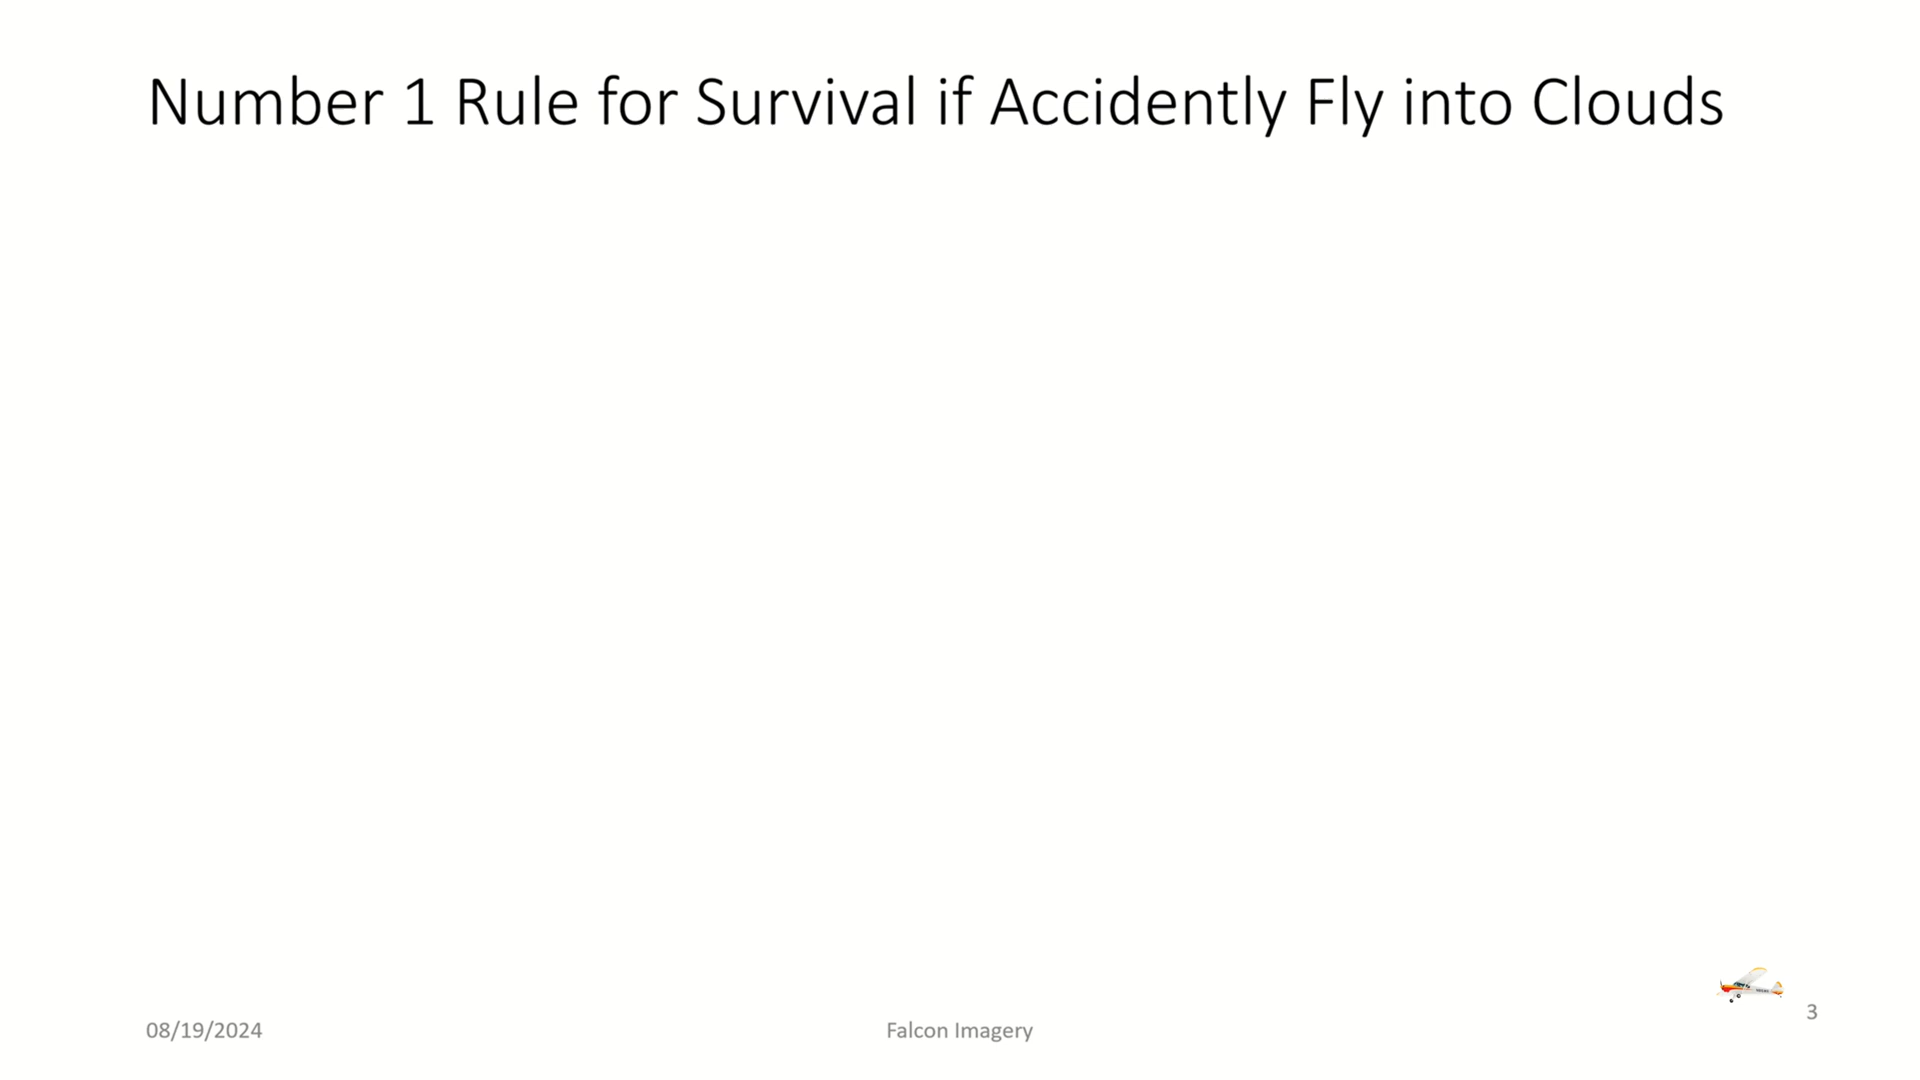 Number 1 Rule for Survival if Accidently Fly into Clouds
3
08/19/2024
Falcon Imagery